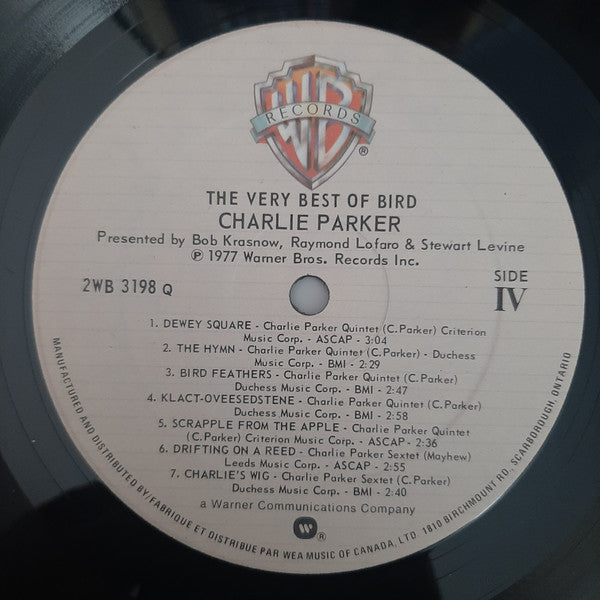 WB
RECORDS
®
THE VERY BEST OF BIRD
CHARLIE PARKER
Presented by Bob Krasnow, Raymond Lofaro & Stewart Levine
℗ 1977 Warner Bros. Records Inc.
2WB 3198 Q
SIDE
IV
1. DEWEY SQUARE - Charlie Parker Quintet (C.Parker) Criterion
Music Corp. - ASCAP - 3:04
2. THE HYMN - Charlie Parker Quintet (C.Parker) - Duchess
Music Corp. - BMI - 2:29
3. BIRD FEATHERS - Charlie Parker Quintet (C.Parker)
Duchess Music Corp. - BMI - 2:47
4. KLACT-OVEESEDSTENE - Charlie Parker Quintet (C.Parker)
Duchess Music Corp. - BMI - 2:58
5. SCRAPPLE FROM THE APPLE - Charlie Parker Quintet
(C.Parker) Criterion Music Corp. - ASCAP - 2:36
6. DRIFTING ON A REED - Charlie Parker Sextet (Mayhew)
Leeds Music Corp. - ASCAP - 2:55
7. CHARLIE'S WIG - Charlie Parker Sextet (C.Parker)
Duchess Music Corp. - BMI - 2:40
a Warner Communications Company
®
MANUFACTURED AND DISTRIBUTED BY/FABRIQUE ET DISTRIBUE PAR WEA MUSIC OF CANADA, LTD. 1810 BIRCHMOUNT RD., SCARBOROUGH, ONTARIO